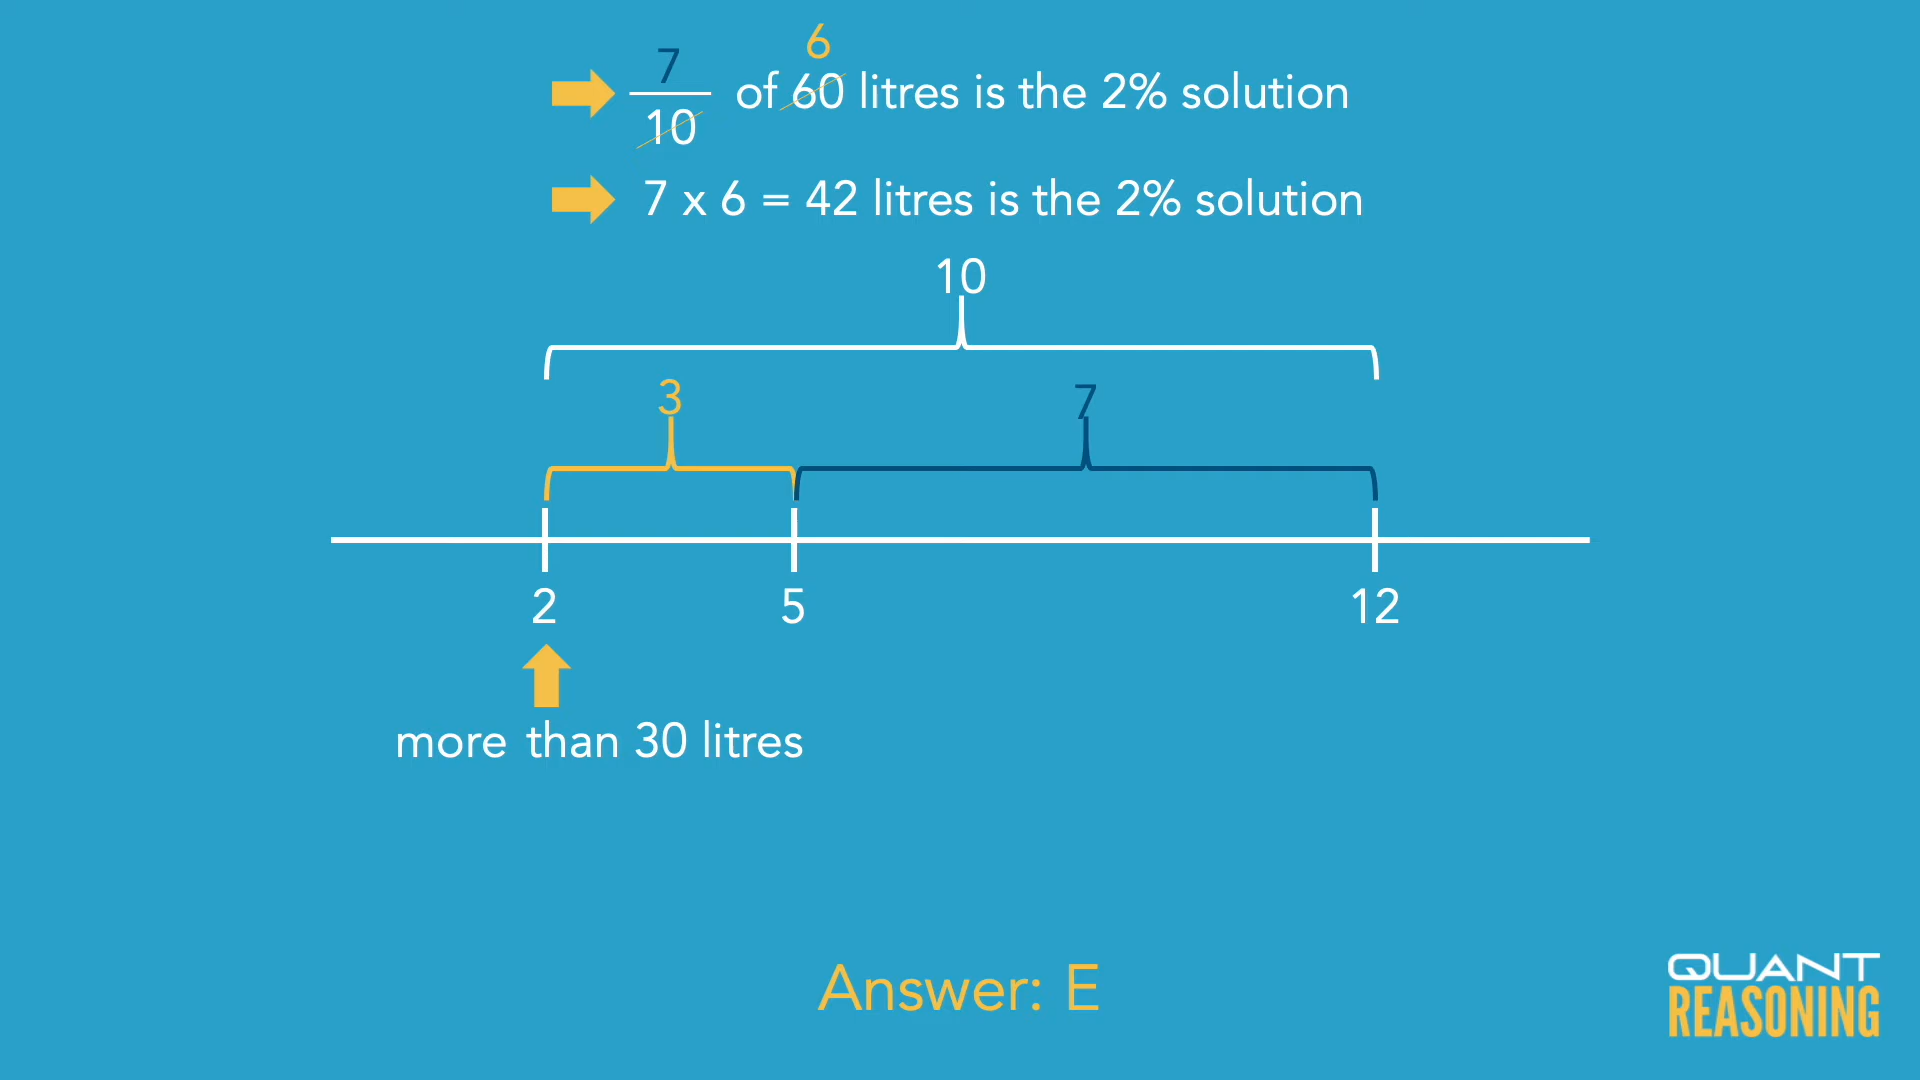 6
7
of 60 litres is the 2% solution
10
7 x 6 = 42 litres is the 2% solution
10
3
7
2
5
12
more than 30 litres
Answer: E
QUANT
REASONING